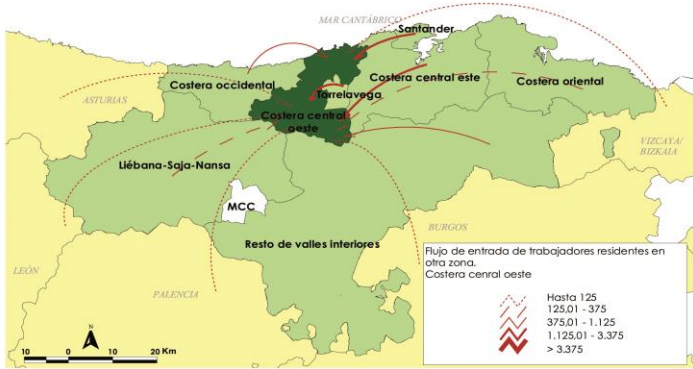 MAR CANTÁBRICO
Santander
Costera occidental
Costera central este
Costera oriental
ASTURIAS
Torrelavega
Costera central
oeste
VIZCAYA/
BIZKAIA
Liébana-Saja-Nansa
MCC
BURGOS
Resto de valles interiores
LEÓN
PALENCIA
Flujo de entrada de trabajadores residentes en
otra zona.
Costera cenral oeste
Hasta 125
125,01 - 375
375,01 - 1.125
1.125,01 - 3.375
> 3.375
N
10 0 10 20 Km